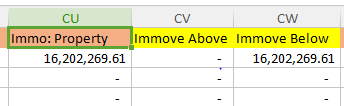 CU CV CW
Immo: Property Immove Above Immove Below
16,202,269.61 - 16,202,269.61
- - -
- - -